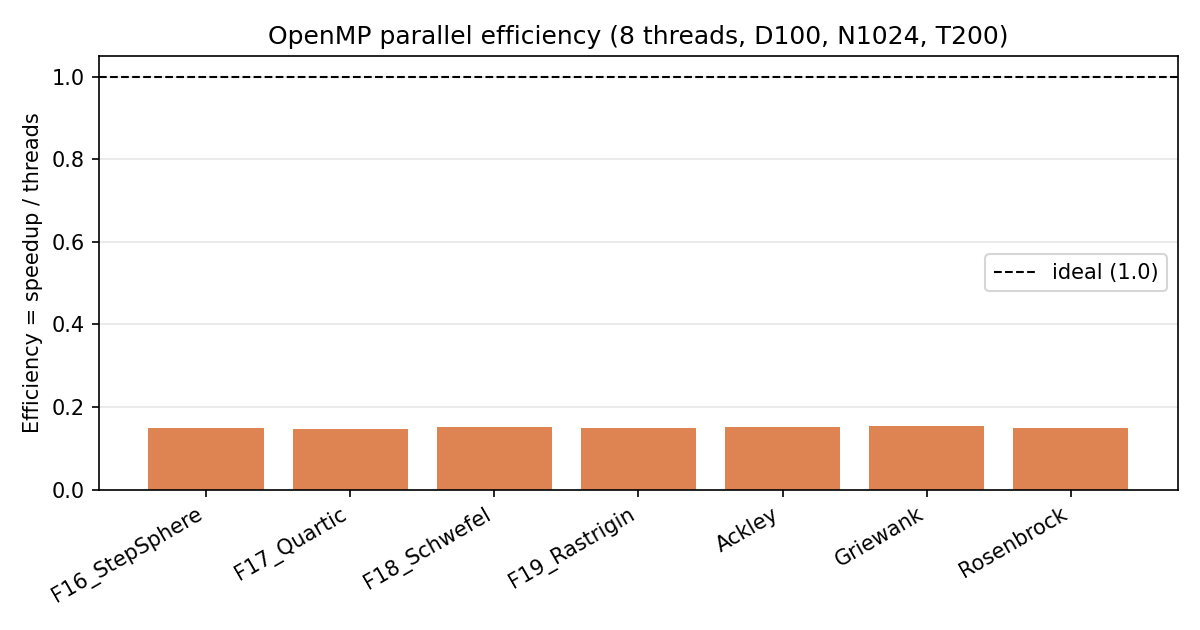 OpenMP parallel efficiency (8 threads, D100, N1024, T200)
Efficiency = speedup / threads
1.0
0.8
0.6
0.4
0.2
0.0
ideal (1.0)
F16_StepSphere
F17_Quartic
F18_Schwefel
F19_Rastrigin
Ackley
Griewank
Rosenbrock